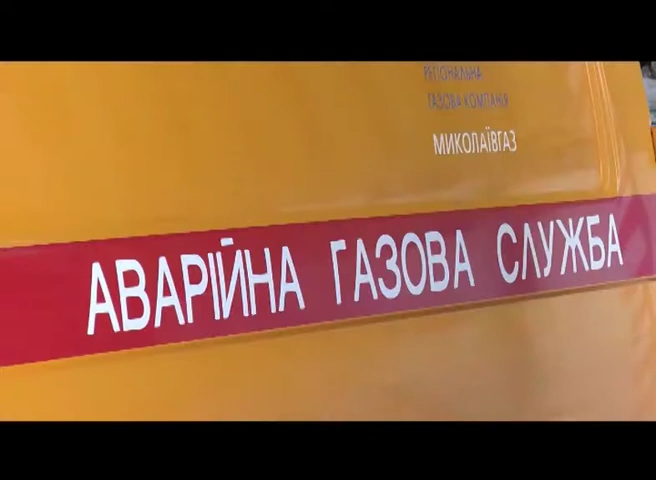 РЕГІОНАЛЬНА
ГАЗОВА КОМПАНІЯ
МИКОЛАЇВГАЗ
АВАРІЙНА ГАЗОВА СЛУЖБА